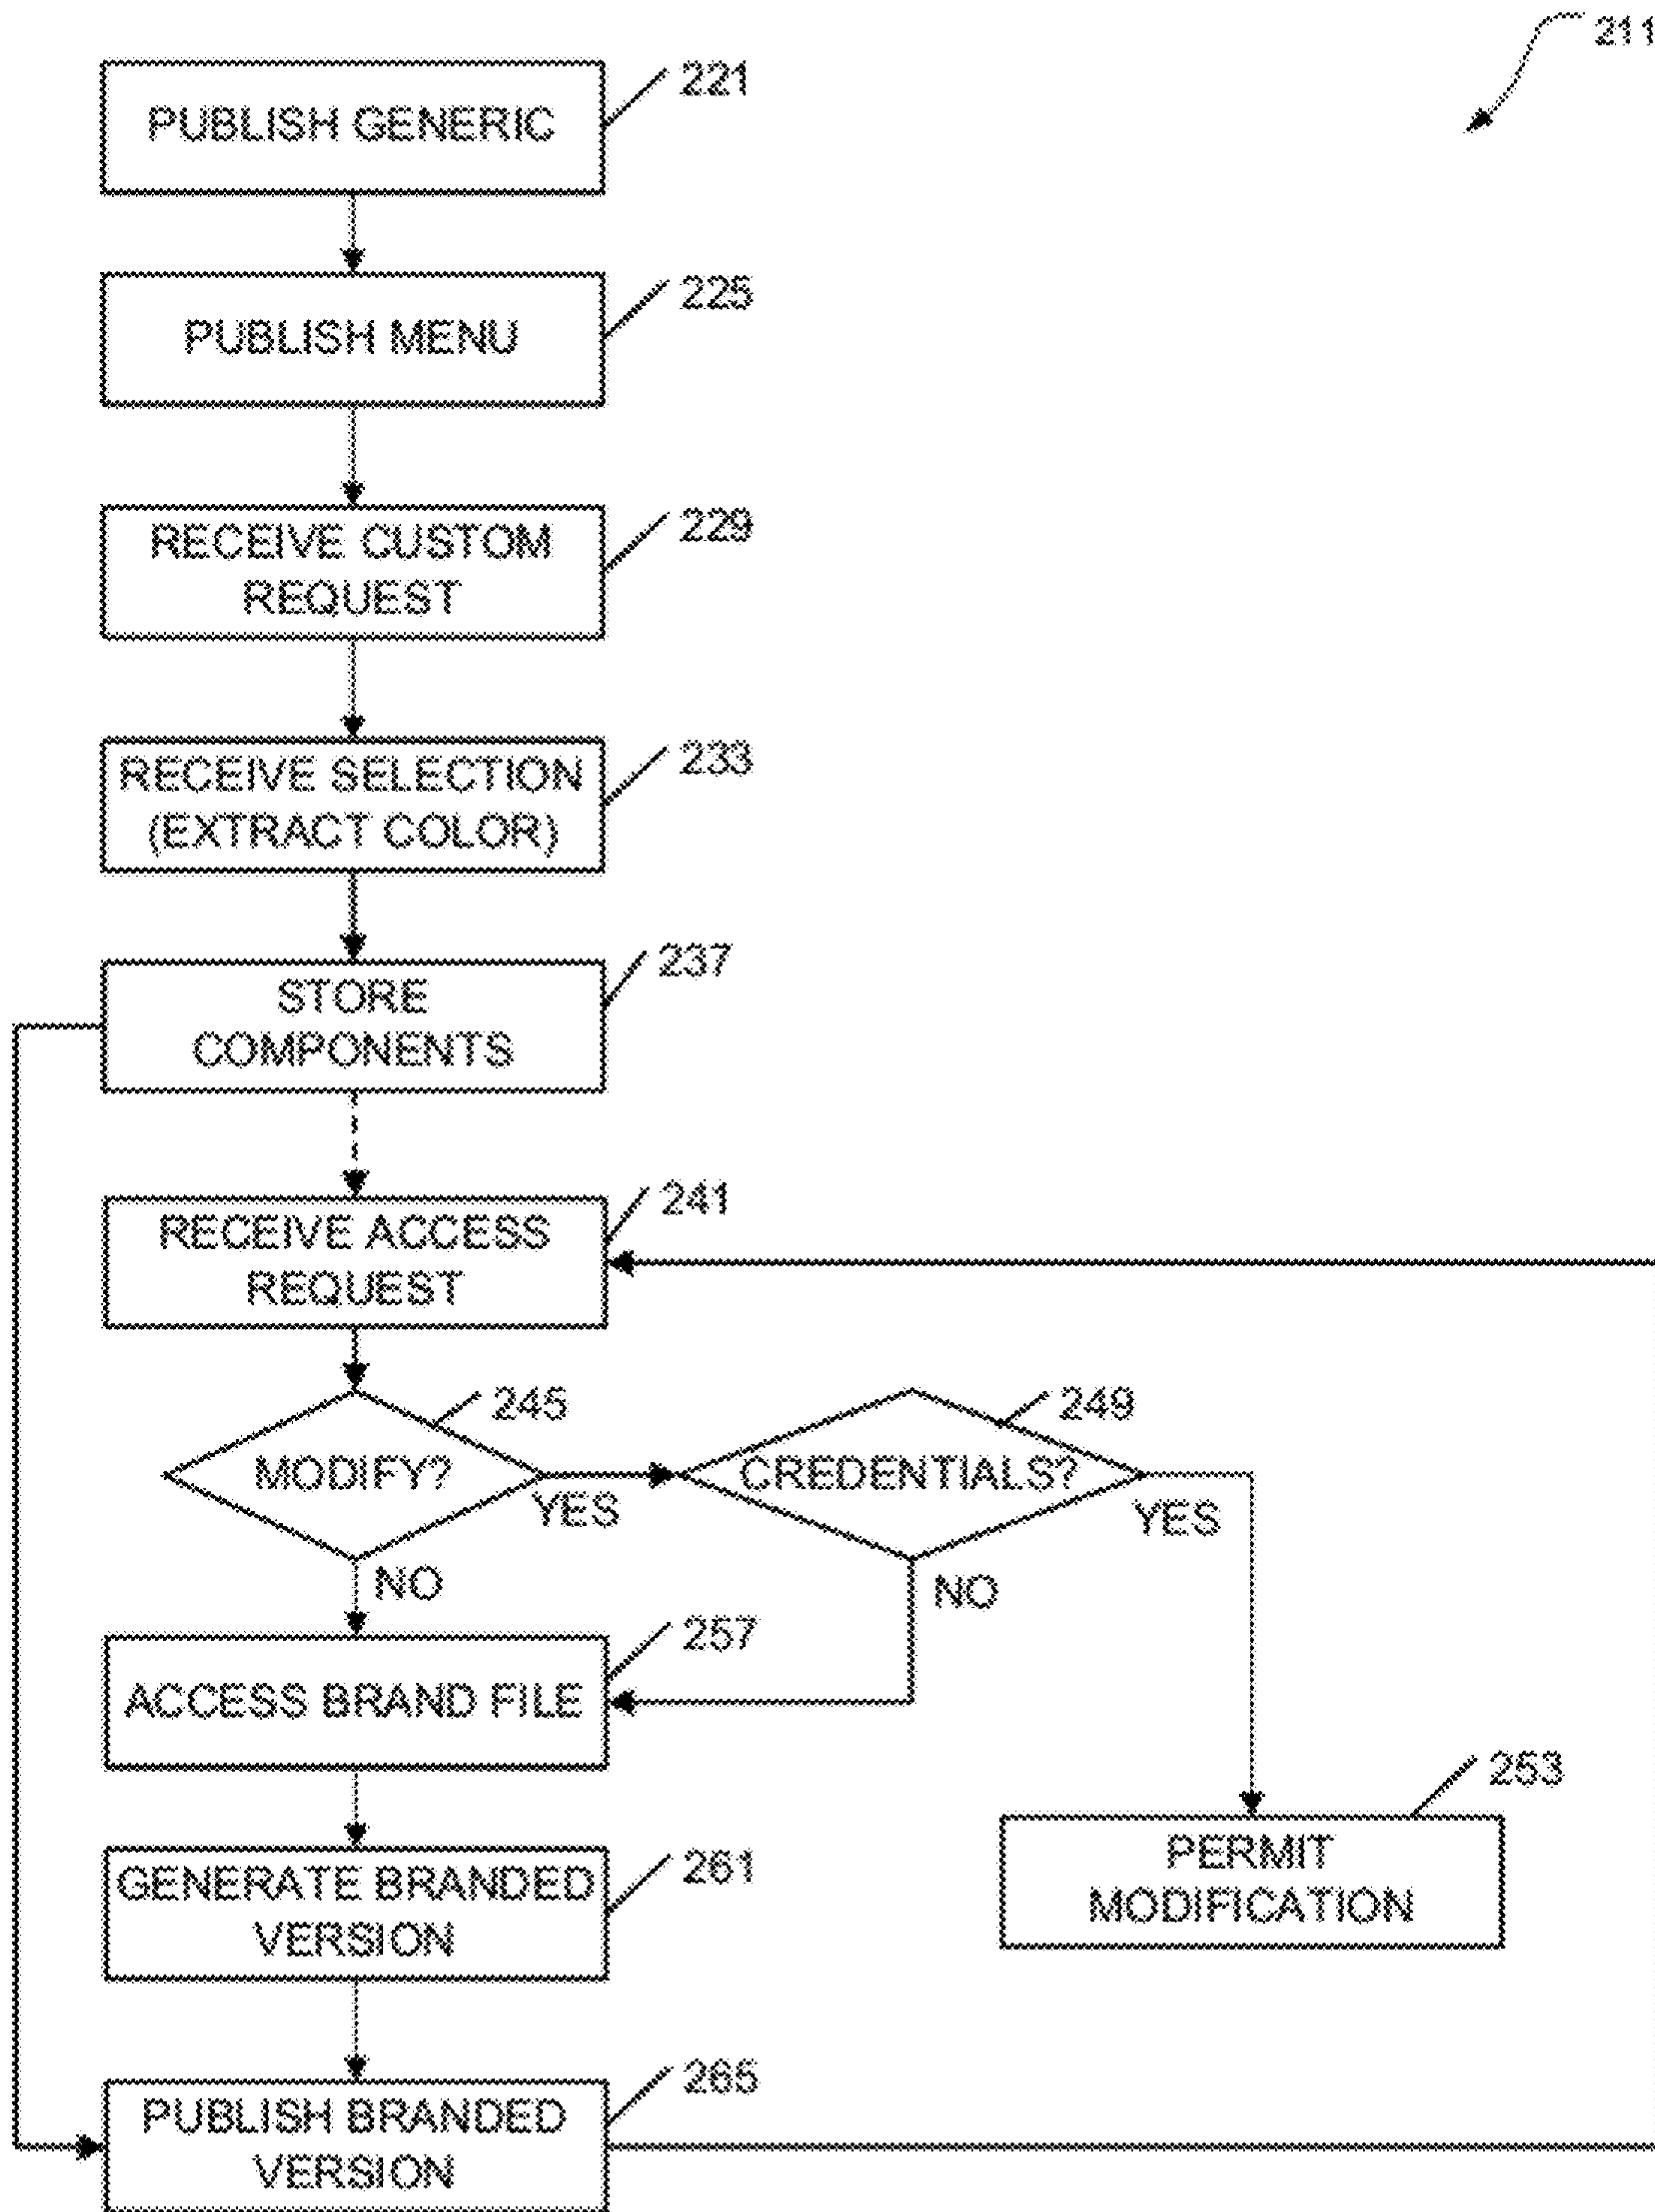 211
PUBLISH GENERIC
221
PUBLISH MENU
225
RECEIVE CUSTOM
REQUEST
229
RECEIVE SELECTION
(EXTRACT COLOR)
233
STORE
COMPONENTS
237
RECEIVE ACCESS
REQUEST
241
MODIFY?
245
YES
NO
CREDENTIALS?
249
YES
NO
ACCESS BRAND FILE
257
PERMIT
MODIFICATION
253
GENERATE BRANDED
VERSION
261
PUBLISH BRANDED
VERSION
265